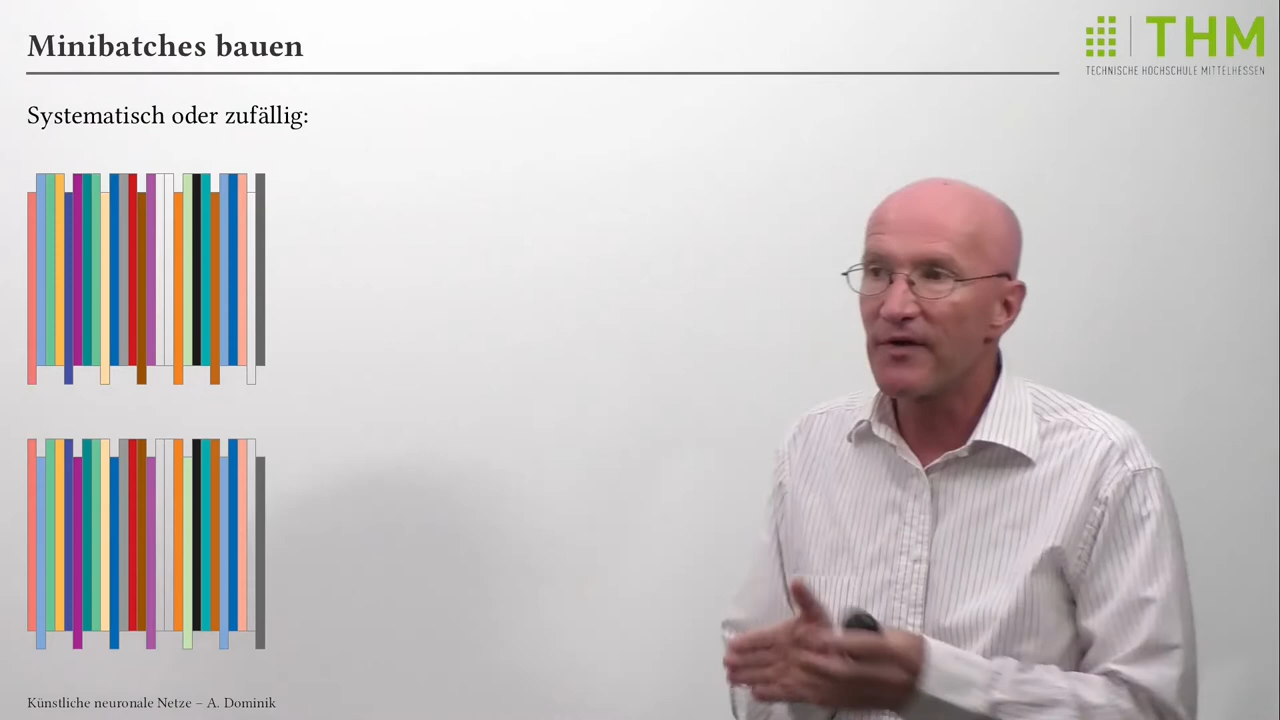 Minibatches bauen
THM
TECHNISCHE HOCHSCHULE MITTELHESSEN
Systematisch oder zufällig:
Künstliche neuronale Netze – A. Dominik